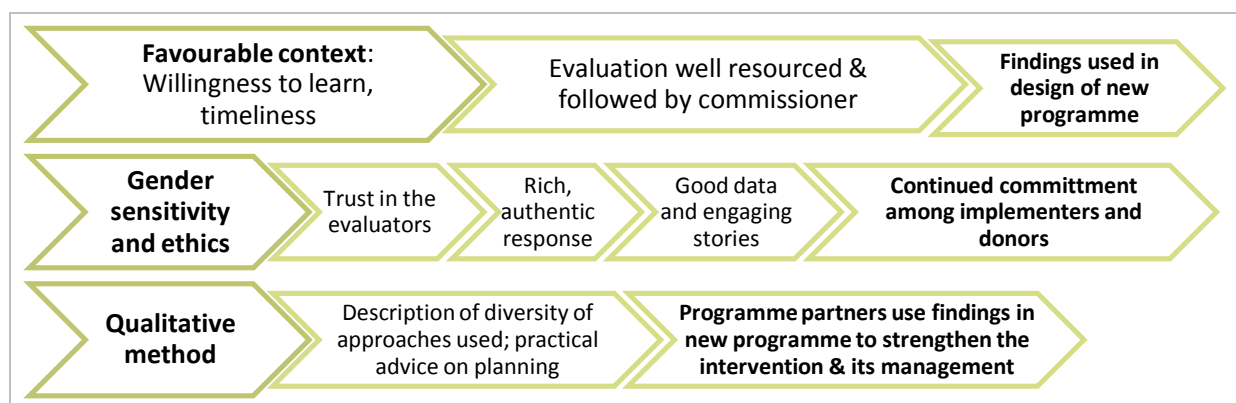 Favourable context:
Willingness to learn,
timeliness
Evaluation well resourced &
followed by commissioner
Findings used in
design of new
programme
Gender
sensitivity
and ethics
Trust in the
evaluators
Rich,
authentic
response
Good data
and engaging
stories
Continued committment
among implementers and
donors
Qualitative
method
Description of diversity of
approaches used; practical
advice on planning
Programme partners use findings in
new programme to strengthen the
intervention & its management